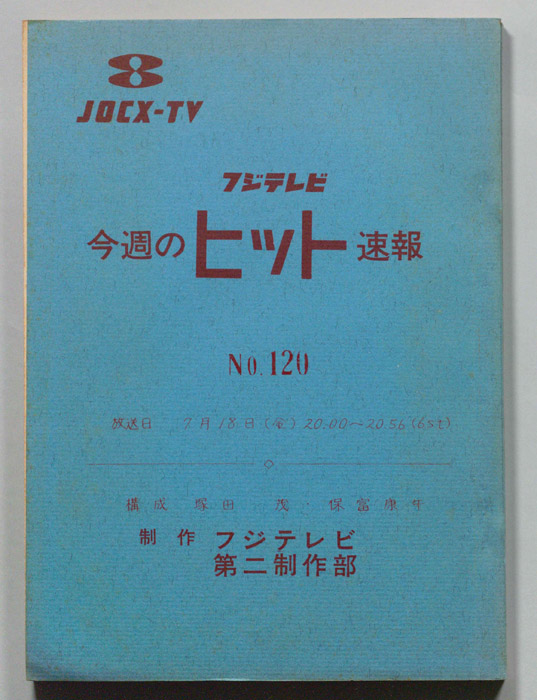 JOCX-TV
フジテレビ
今週のヒット速報
No. 120
放送日 7月18日(金) 20.00〜20.56 (6st)
構成 塚田 茂・保富康午
制作 フジテレビ
第二制作部